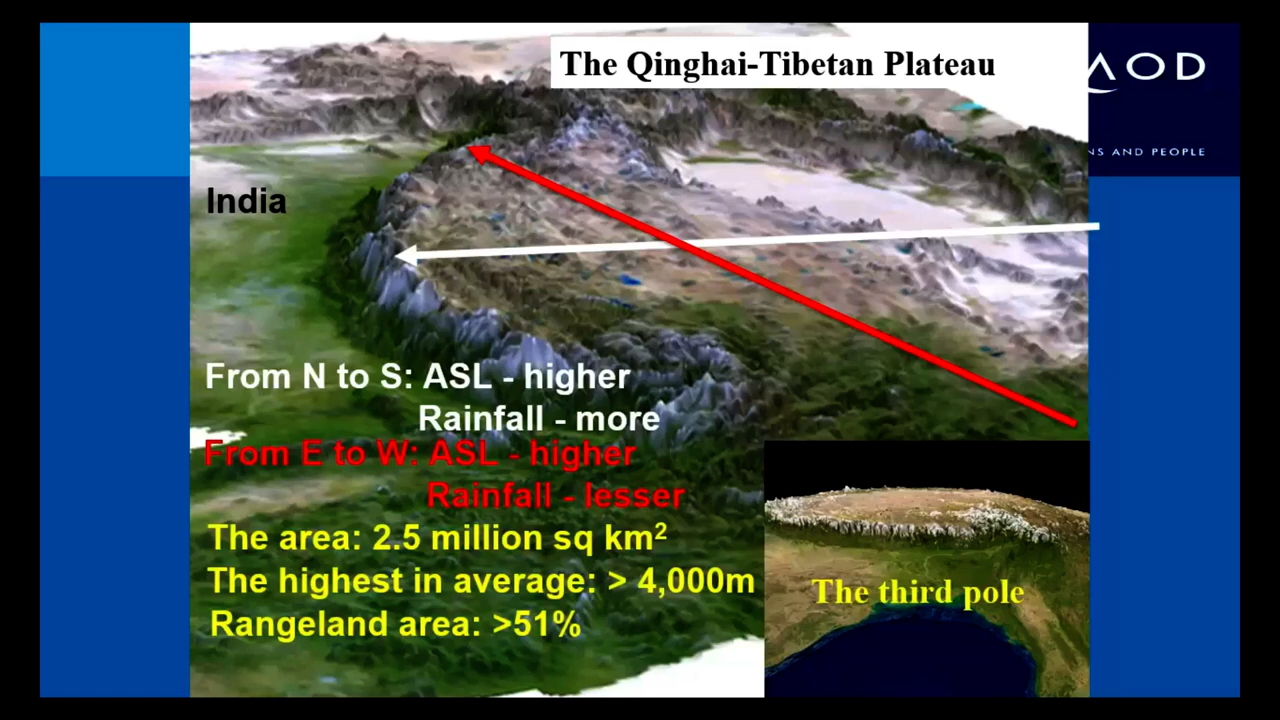 The Qinghai-Tibetan Plateau
AOD
NS AND PEOPLE
India
From N to S: ASL - higher
Rainfall - more
From E to W: ASL - higher
Rainfall - lesser
The area: 2.5 million sq km²
The highest in average: > 4,000m
Rangeland area: >51%
The third pole